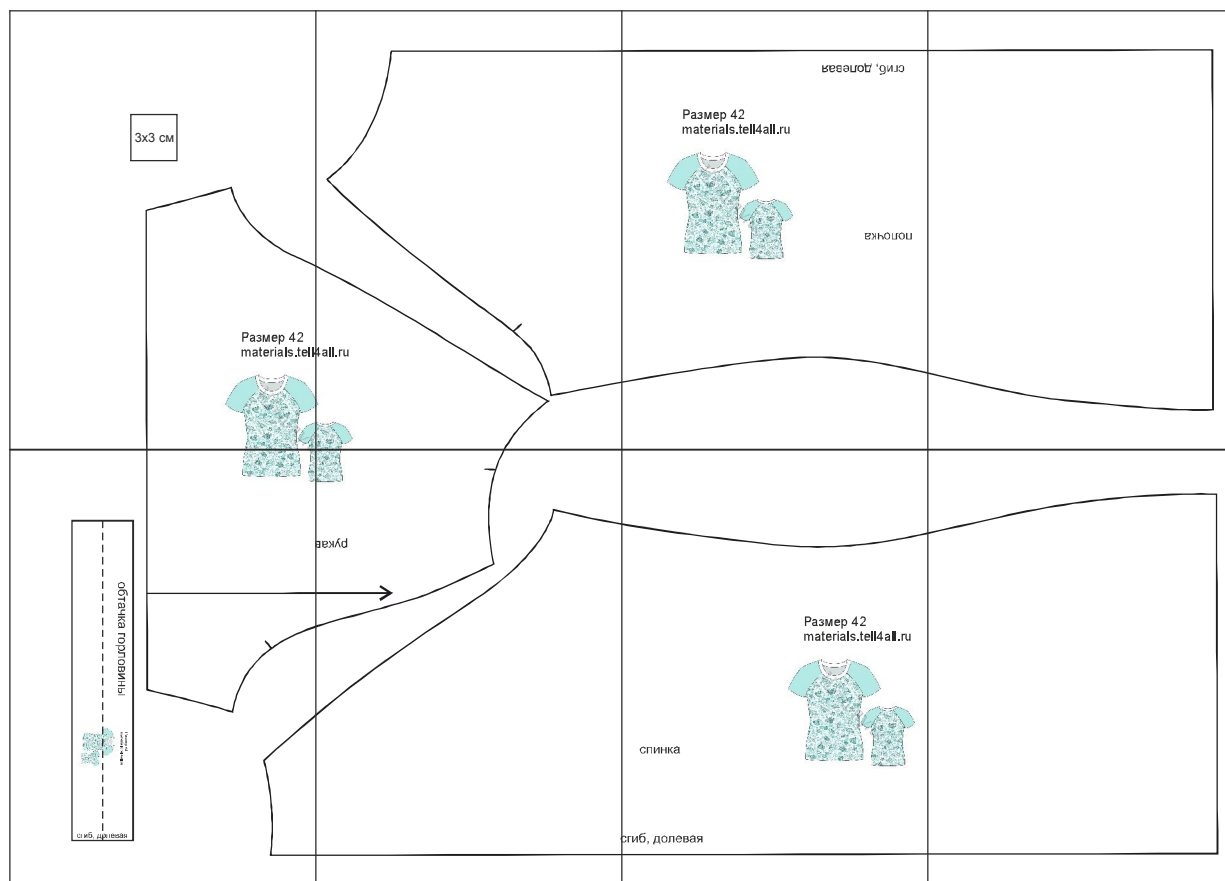 сгиб, долевая
Размер 42
materials.tell4all.ru
3х3 см
полочка
Размер 42
materials.tell4all.ru
рукав
обтачка горловины
Размер 42
materials.tell4all.ru
спинка
сгиб, долевая
сгиб, долевая